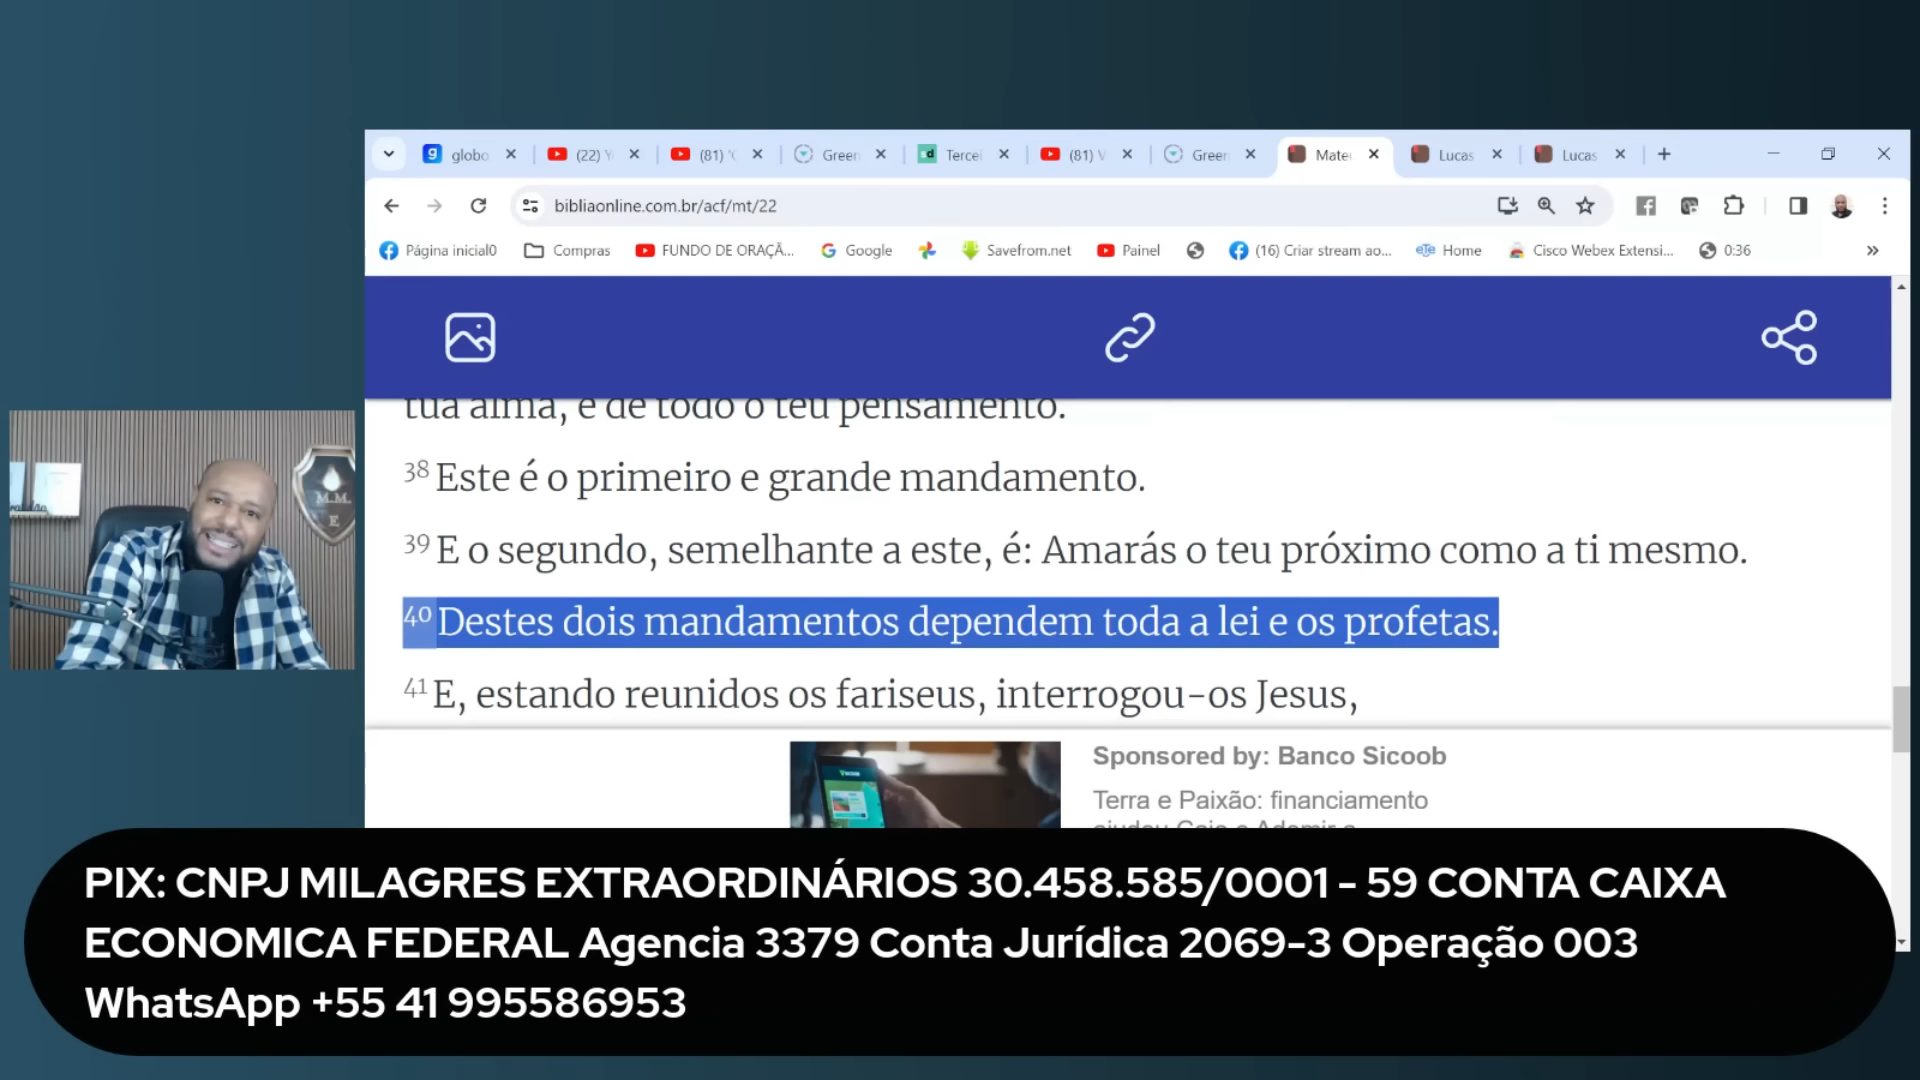 globo
(22) Y
(81) "C
Green
Tercei
(81) V
Green
Mate
Lucas
Lucas
bibliaonline.com.br/acf/mt/22
Página inicial0
Compras
FUNDO DE ORAÇÃ...
Google
Savefrom.net
Painel
(16) Criar stream ao...
Home
Cisco Webex Extensi...
0:36
tua alma, e de todo o teu pensamento.
38 Este é o primeiro e grande mandamento.
39 E o segundo, semelhante a este, é: Amarás o teu próximo como a ti mesmo.
40 Destes dois mandamentos dependem toda a lei e os profetas.
41 E, estando reunidos os fariseus, interrogou-os Jesus,
M.M.
E
Sponsored by: Banco Sicoob
Terra e Paixão: financiamento
ajudou Caio e Ademir a
PIX: CNPJ MILAGRES EXTRAORDINÁRIOS 30.458.585/0001 - 59 CONTA CAIXA
ECONOMICA FEDERAL Agencia 3379 Conta Jurídica 2069-3 Operação 003
WhatsApp +55 41 995586953